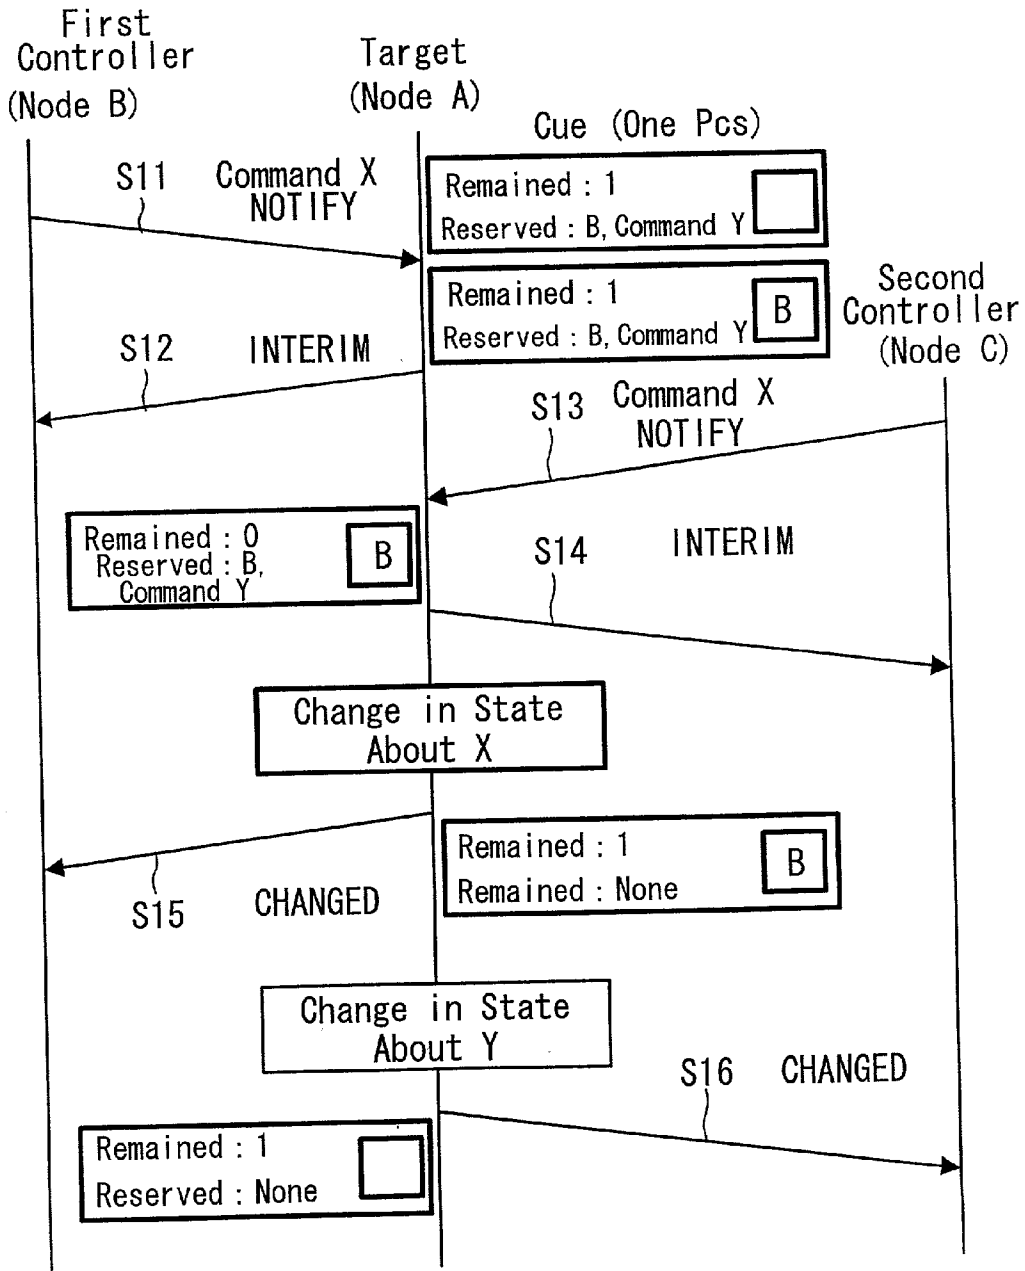 First
Controller
(Node B)
Target
(Node A)
Cue (One Pcs)
S11
Command X
NOTIFY
Remained : 1
Reserved : B, Command Y
Remained : 1
Reserved : B, Command Y
B
Second
Controller
(Node C)
S12
INTERIM
S13
Command X
NOTIFY
Remained : 0
Reserved : B,
Command Y
B
S14
INTERIM
Change in State
About X
Remained : 1
Remained : None
B
S15
CHANGED
Change in State
About Y
S16
CHANGED
Remained : 1
Reserved : None